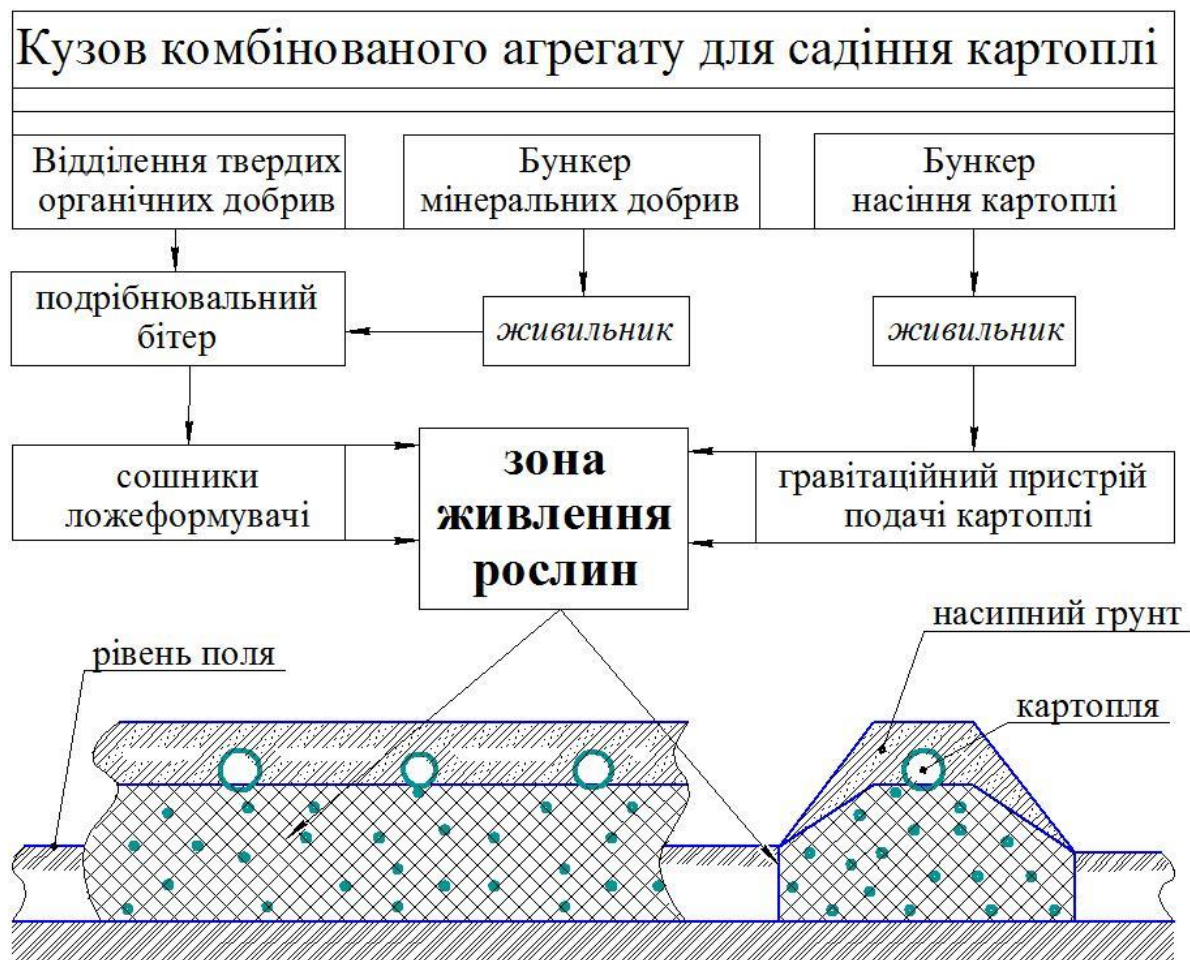 Кузов комбінованого агрегату для садіння картоплі
Відділення твердих
органічних добрив
Бункер
мінеральних добрив
Бункер
насіння картоплі
подрібнювальний
бітер
живильник
живильник
сошники
ложеформувачі
зона
живлення
рослин
гравітаційний пристрій
подачі картоплі
насипний грунт
рівень поля
картопля